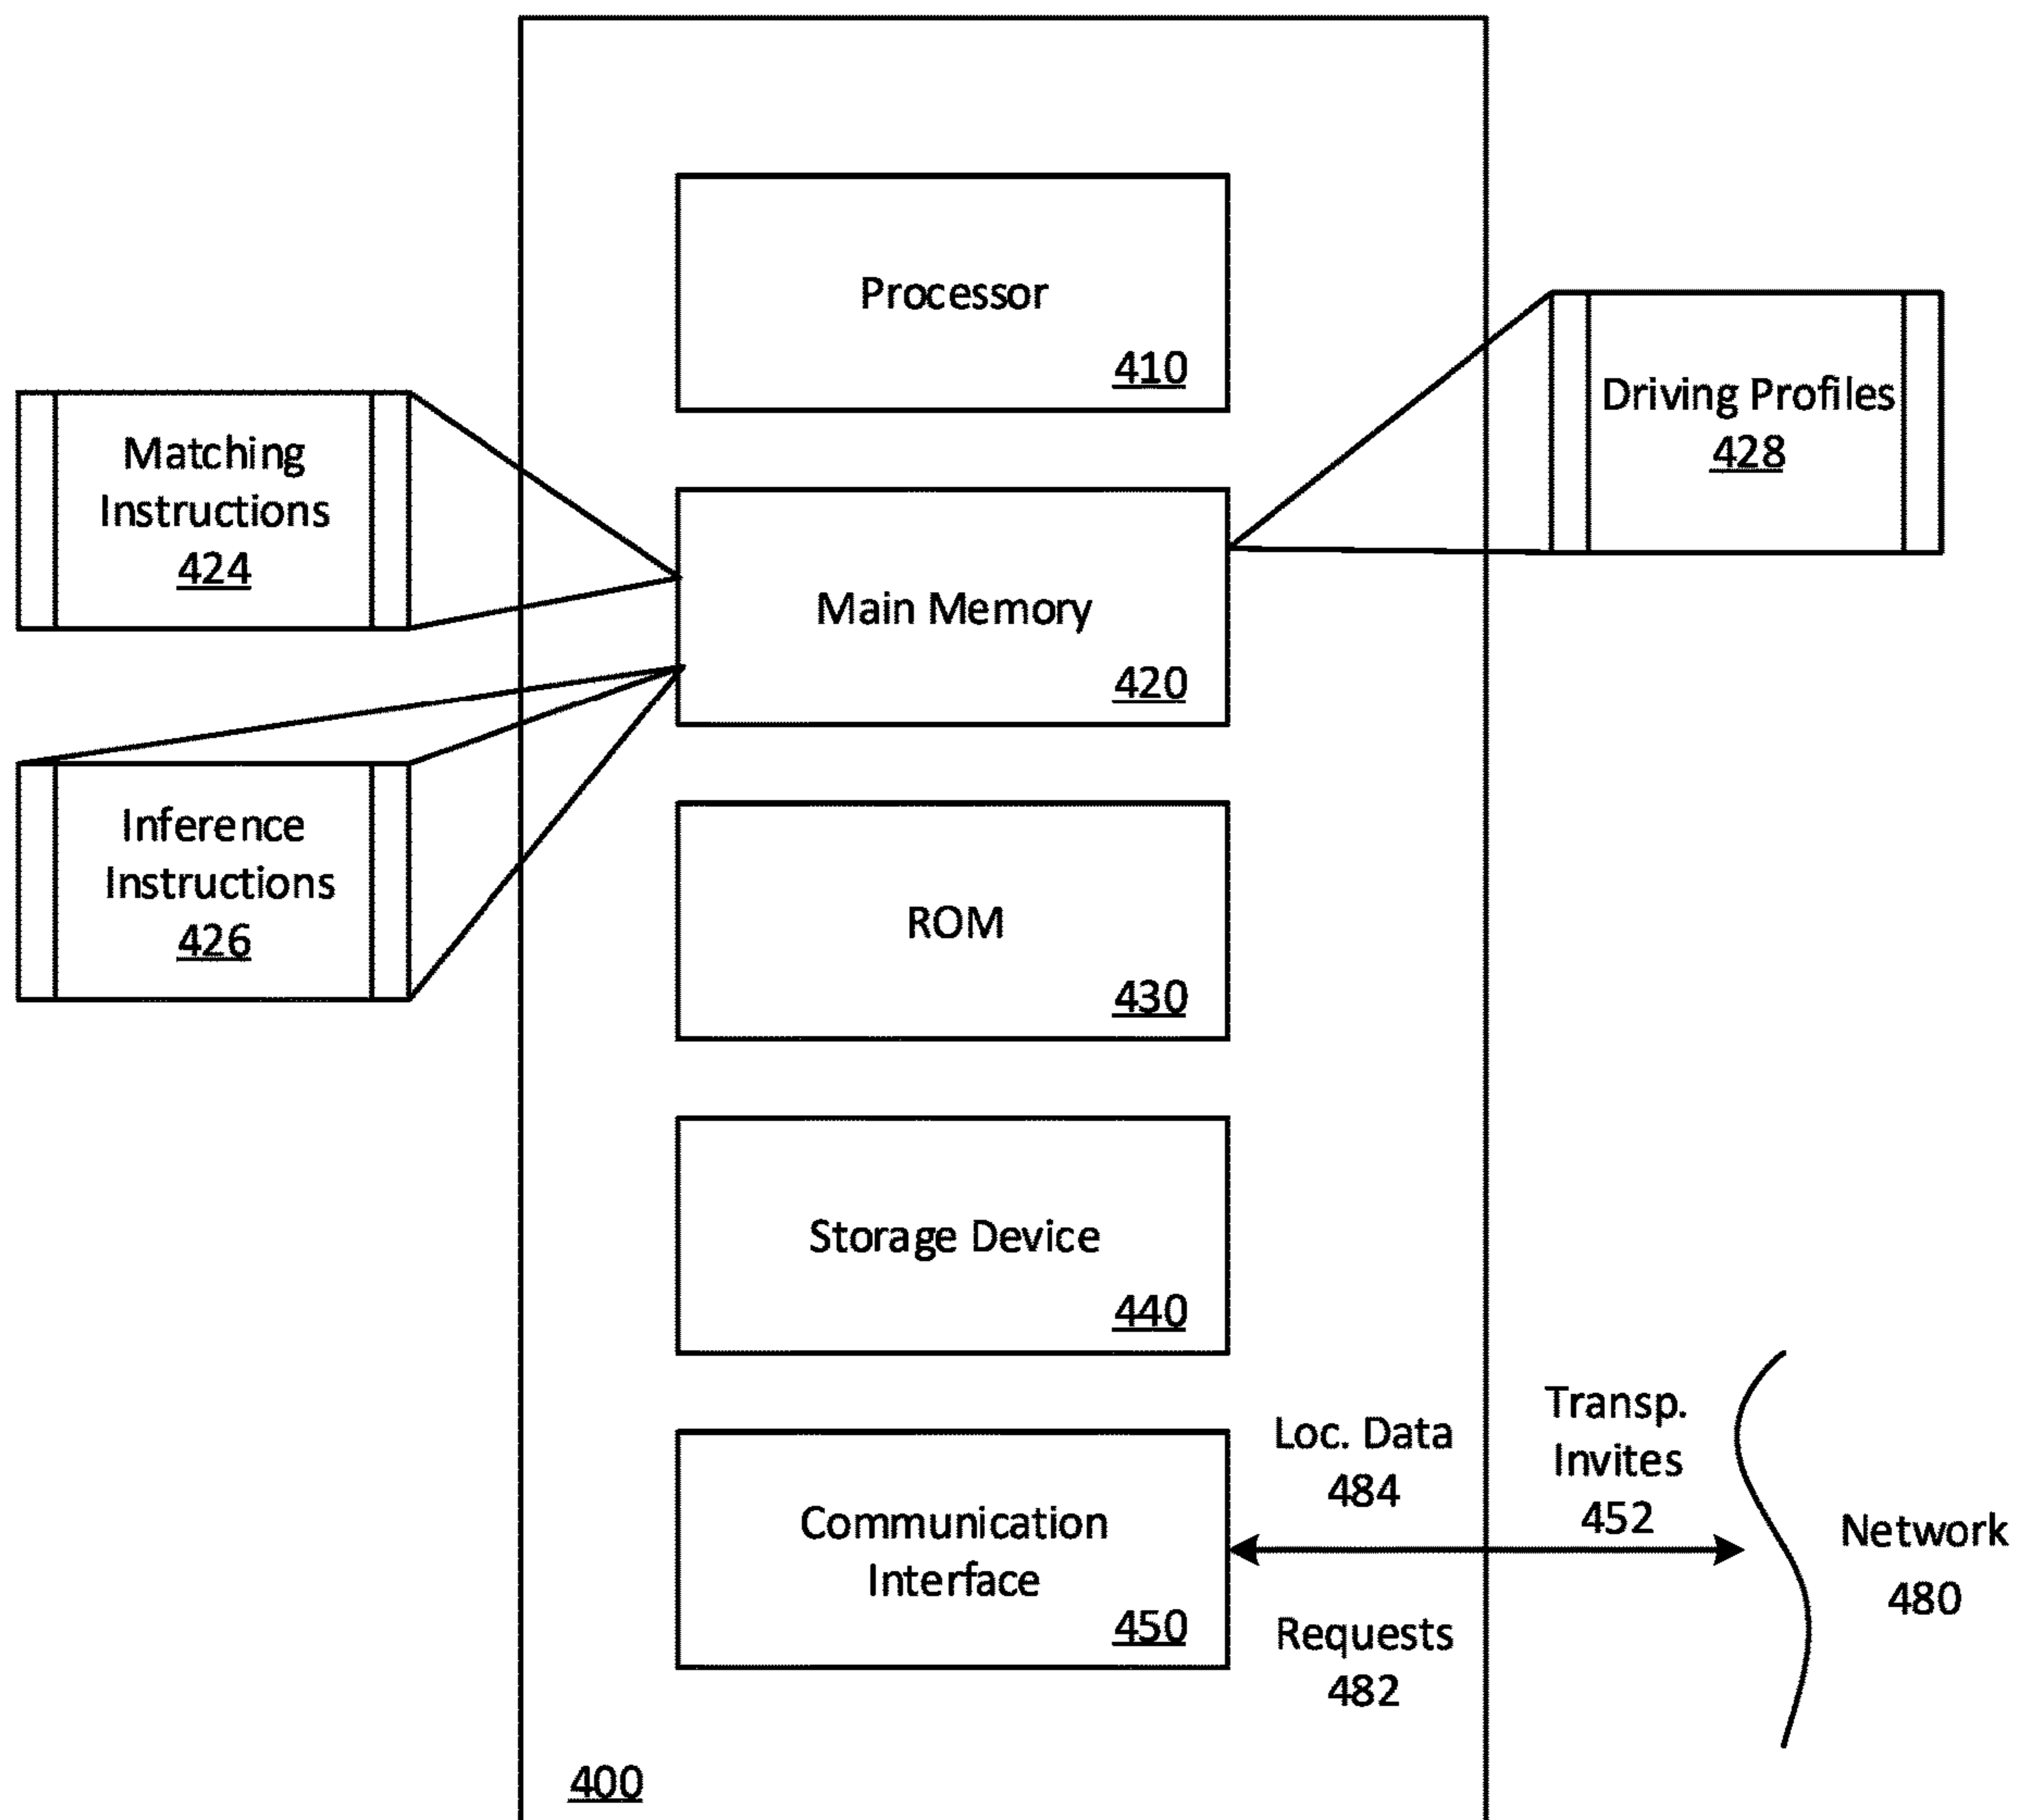 Processor
410
Matching
Instructions
424
Driving Profiles
428
Main Memory
420
Inference
Instructions
426
ROM
430
Storage Device
440
Communication
Interface
450
Loc. Data
484
Requests
482
Transp.
Invites
452
Network
480
400